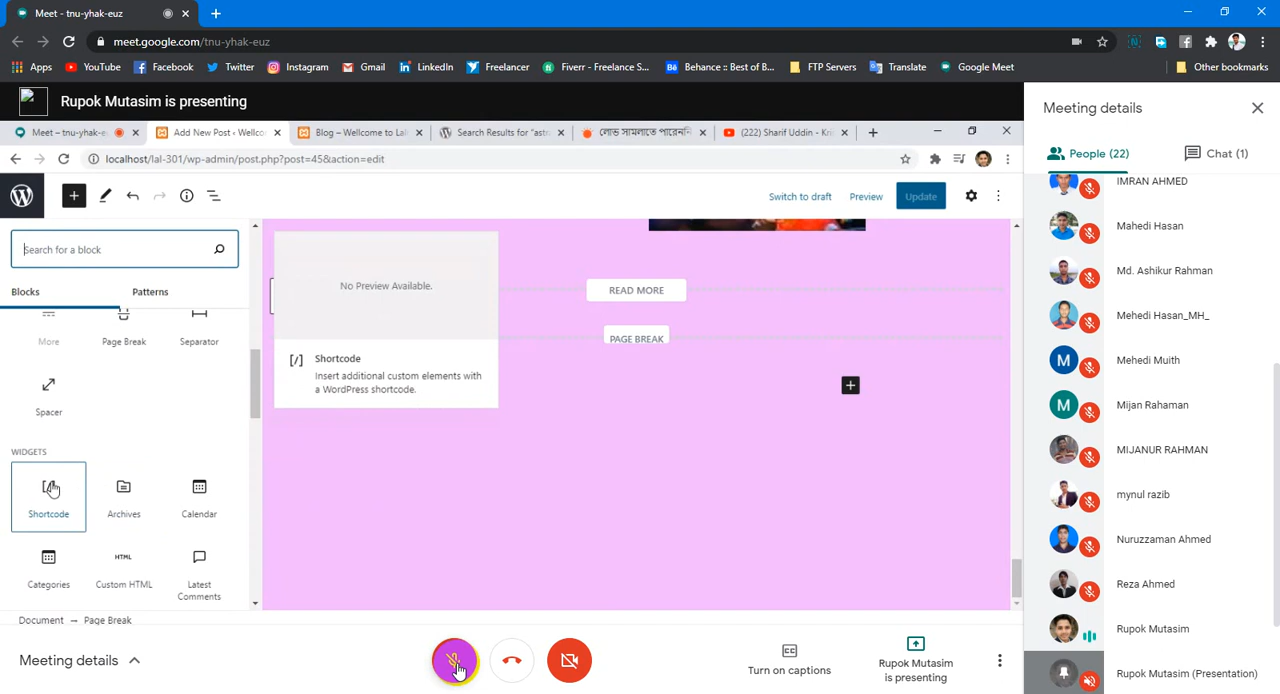 Meet - tnu-yhak-euz
meet.google.com/tnu-yhak-euz
Apps YouTube Facebook Twitter Instagram Gmail LinkedIn Freelancer Fiverr - Freelance S... Behance :: Best of B... FTP Servers Translate Google Meet Other bookmarks
Rupok Mutasim is presenting
Meet – tnu-yhak-eu Add New Post ‹ Wellco Blog – Welcome to Lal Search Results for "astr লোভ সামলাতে পারেননি (222) Sharif Uddin - Kri
localhost/lal-301/wp-admin/post.php?post=45&action=edit
Switch to draft Preview Update
Search for a block
Blocks Patterns
More Page Break Separator
Spacer
WIDGETS
Shortcode Archives Calendar
Categories Custom HTML Latest Comments
No Preview Available.
[/] Shortcode
Insert additional custom elements with
a WordPress shortcode.
READ MORE
PAGE BREAK
Document → Page Break
Meeting details
Turn on captions
Rupok Mutasim
is presenting
Meeting details
People (22) Chat (1)
IMRAN AHMED
Mahedi Hasan
Md. Ashikur Rahman
Mehedi Hasan_MH_
M Mehedi Muith
M Mijan Rahaman
MIJANUR RAHMAN
mynul razib
Nuruzzaman Ahmed
Reza Ahmed
Rupok Mutasim
Rupok Mutasim (Presentation)